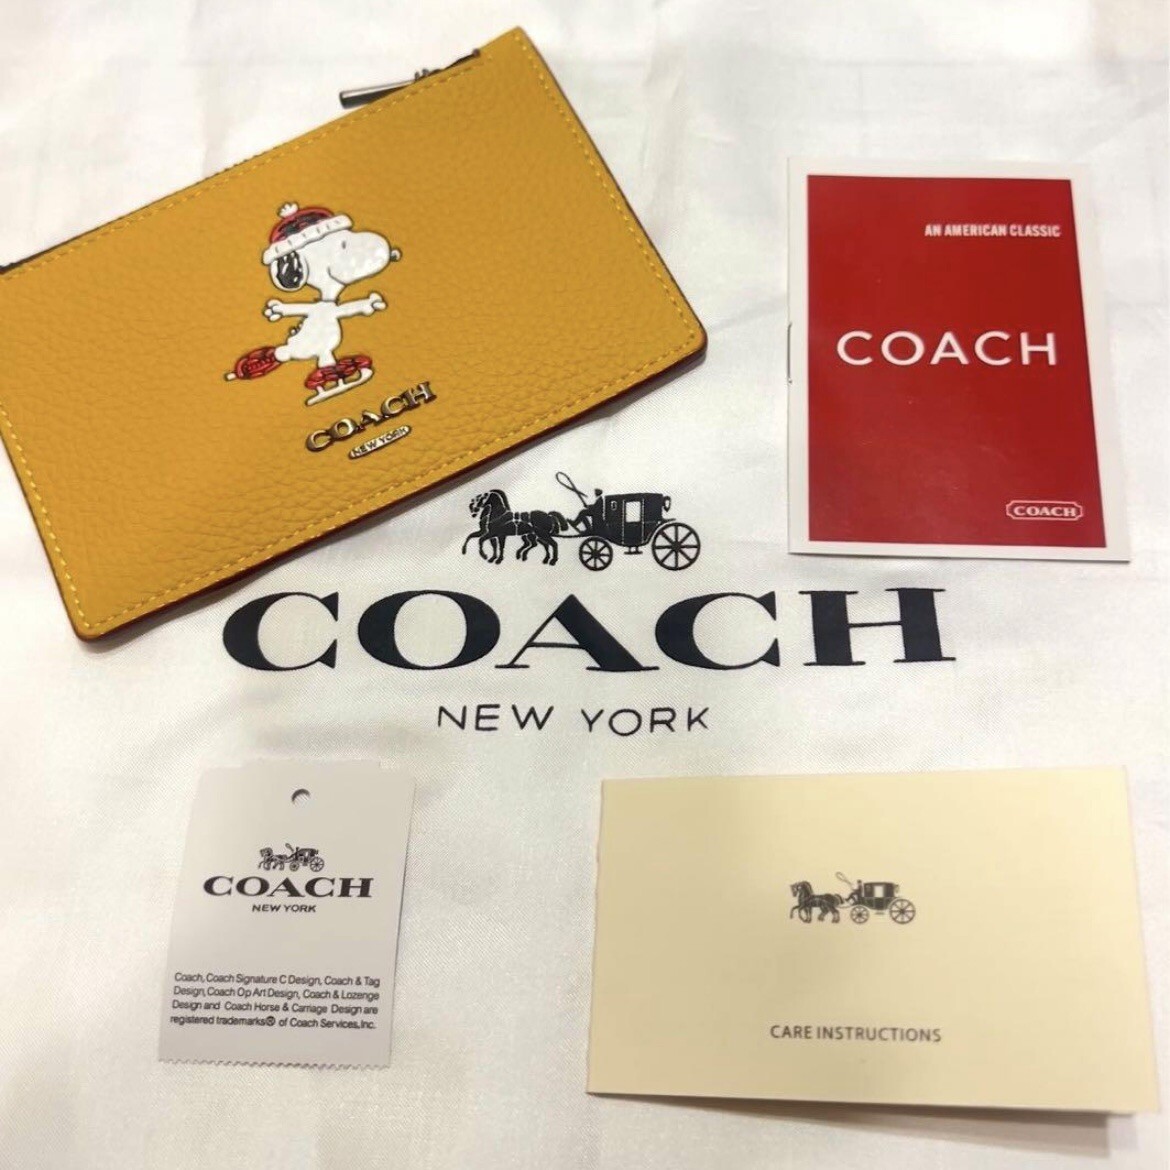 COACH
NEW YORK
AN AMERICAN CLASSIC
COACH
COACH
COACH
NEW YORK
COACH
NEW YORK
Coach, Coach Signature C Design, Coach & Tag
Design, Coach Op Art Design, Coach & Lozenge
Design and Coach Horse & Carriage Design are
registered trademarks® of Coach Services, Inc.
CARE INSTRUCTIONS